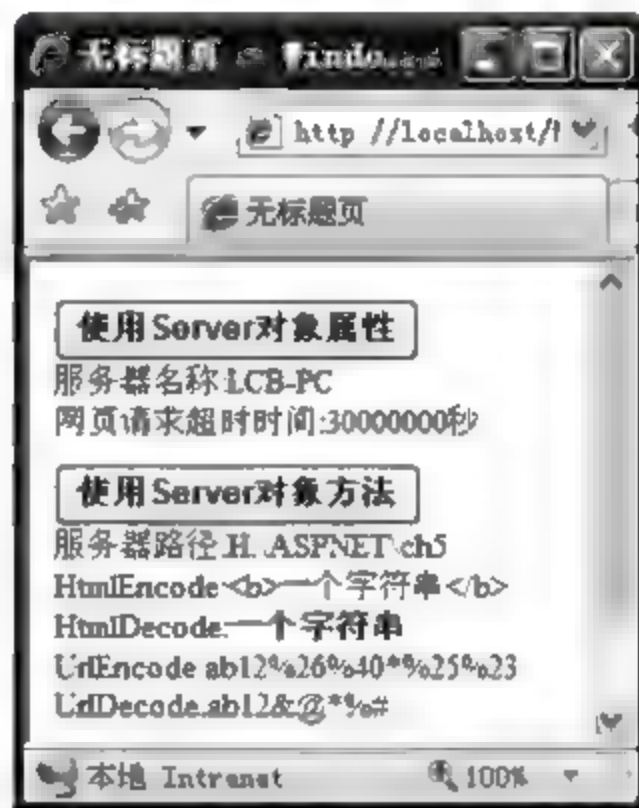 无标题页 - Windo...
http://localhost/
无标题页
使用Server对象属性
服务器名称:LCB-PC
网页请求超时时间:30000000秒
使用Server对象方法
服务器路径:H:\ASPNET\ch5
HtmlEncode:<b>一个字符串</b>
HtmlDecode:一个字符串
UrlEncode:ab12%26%40*%25%23
UrlDecode:ab12&@*%#
本地 Intranet
100%